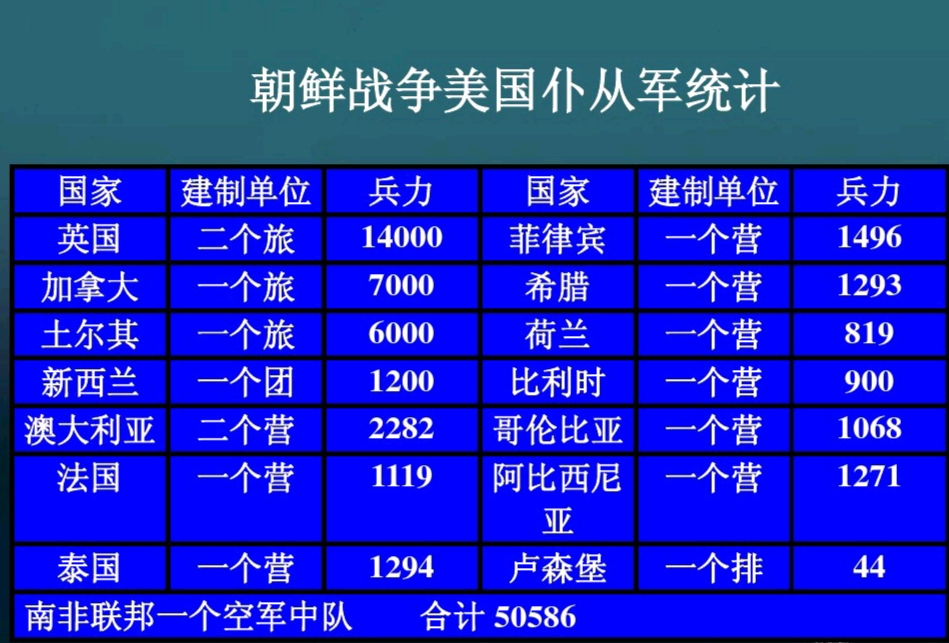 朝鲜战争美国仆从军统计
国家 建制单位 兵力 国家 建制单位 兵力
英国 二个旅 14000 菲律宾 一个营 1496
加拿大 一个旅 7000 希腊 一个营 1293
土尔其 一个旅 6000 荷兰 一个营 819
新西兰 一个团 1200 比利时 一个营 900
澳大利亚 二个营 2282 哥伦比亚 一个营 1068
法国 一个营 1119 阿比西尼 一个营 1271
亚
泰国 一个营 1294 卢森堡 一个排 44
南非联邦一个空军中队 合计 50586